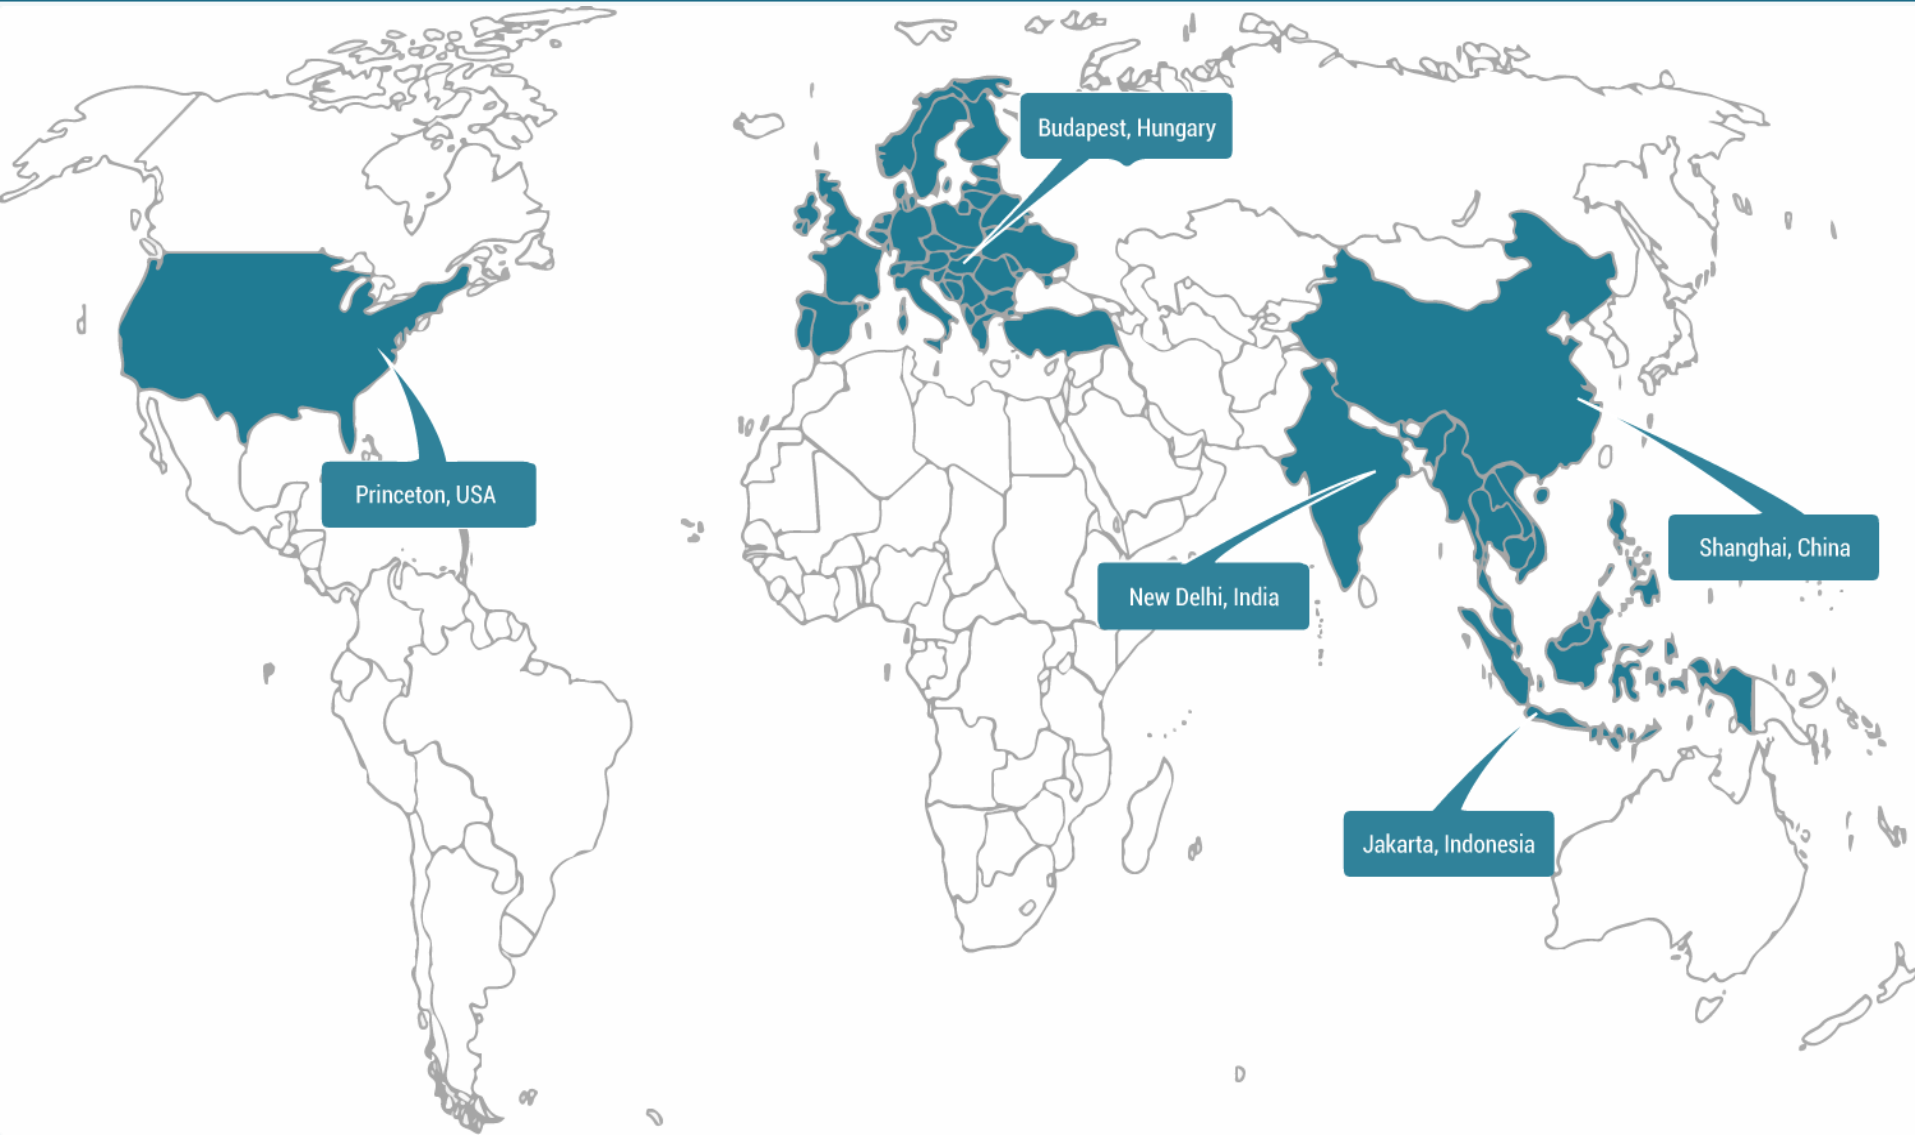 Budapest, Hungary
Princeton, USA
Shanghai, China
New Delhi, India
Jakarta, Indonesia